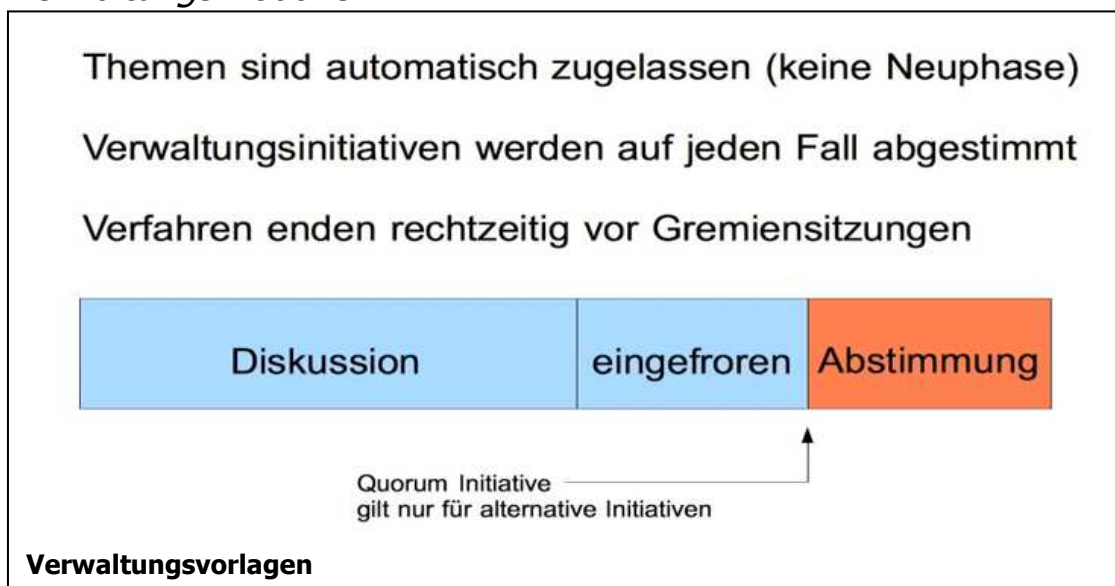 Themen sind automatisch zugelassen (keine Neuphase)
Verwaltungsinitiativen werden auf jeden Fall abgestimmt
Verfahren enden rechtzeitig vor Gremiensitzungen
Diskussion
eingefroren
Abstimmung
Quorum Initiative
gilt nur für alternative Initiativen
Verwaltungsvorlagen